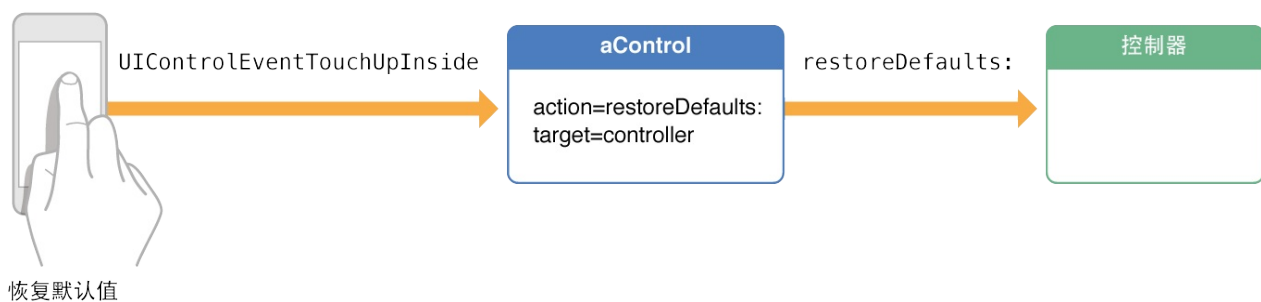 UIControlEventTouchUpInside
aControl
action=restoreDefaults:
target=controller
restoreDefaults:
控制器
恢复默认值